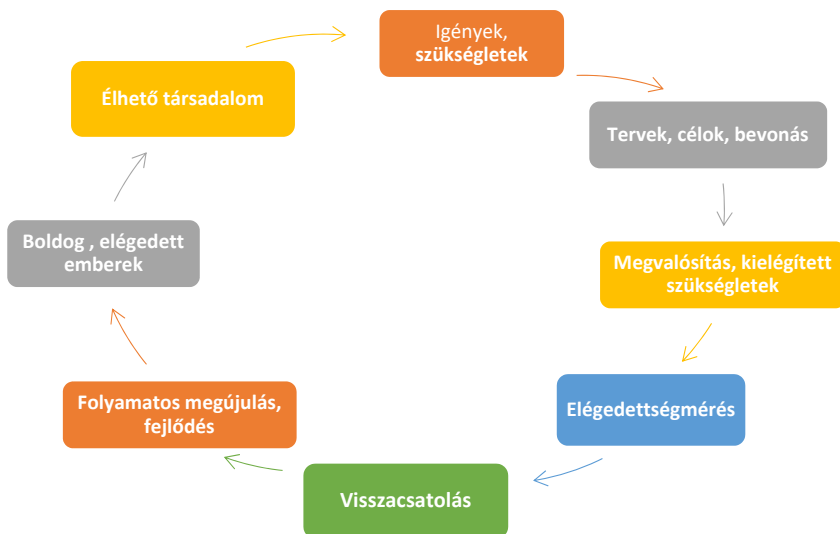 Igények,
szükségletek
Tervek, célok, bevonás
Megvalósítás, kielégített
szükségletek
Elégedettségmérés
Visszacsatolás
Folyamatos megújulás,
fejlődés
Boldog , elégedett
emberek
Élhető társadalom